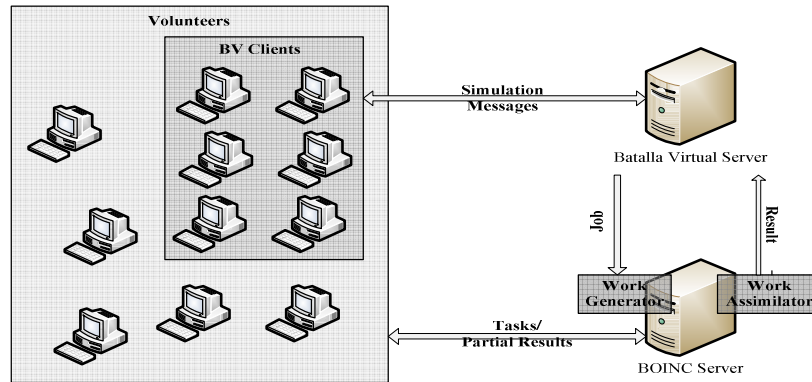 Volunteers
BV Clients
Simulation
Messages
Batalla Virtual Server
Job
Result
Work
Generator
Work
Assimilator
Tasks/
Partial Results
BOINC Server